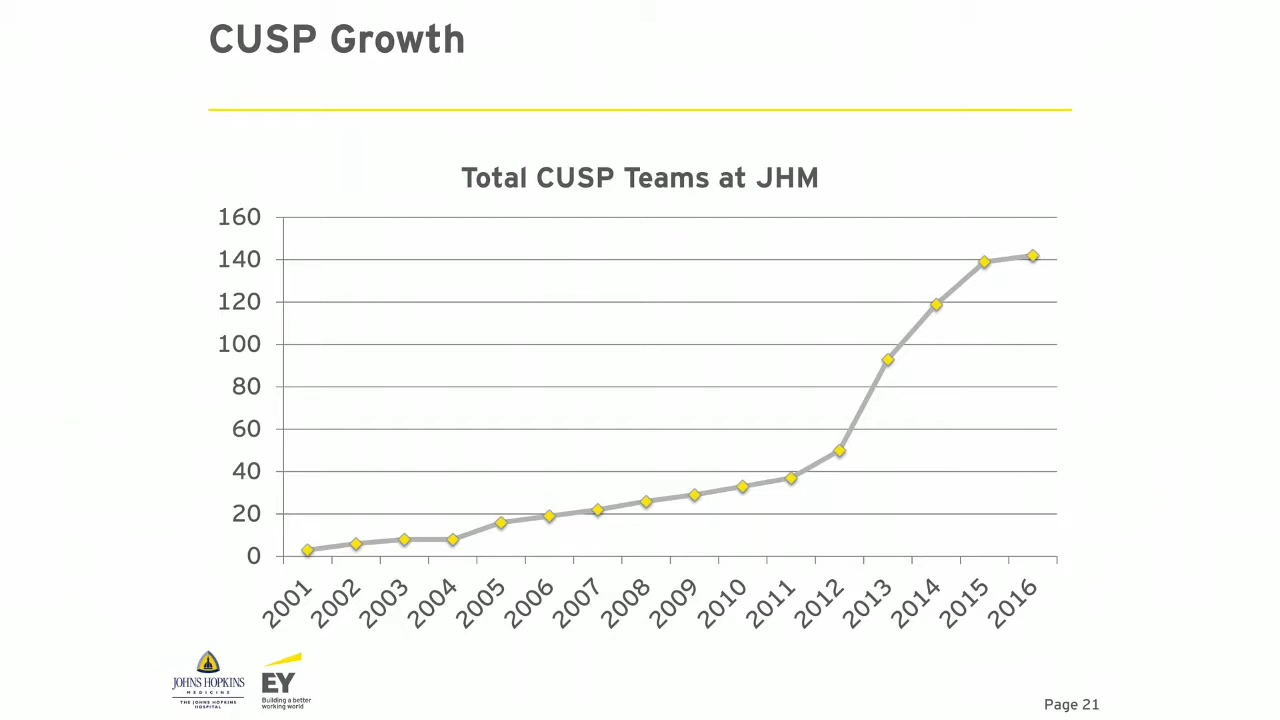 CUSP Growth
Total CUSP Teams at JHM
160
140
120
100
80
60
40
20
0
2001
2002
2003
2004
2005
2006
2007
2008
2009
2010
2011
2012
2013
2014
2015
2016
JOHNS HOPKINS
MEDICINE
THE JOHNS HOPKINS
HOSPITAL
EY
Building a better
working world
Page 21